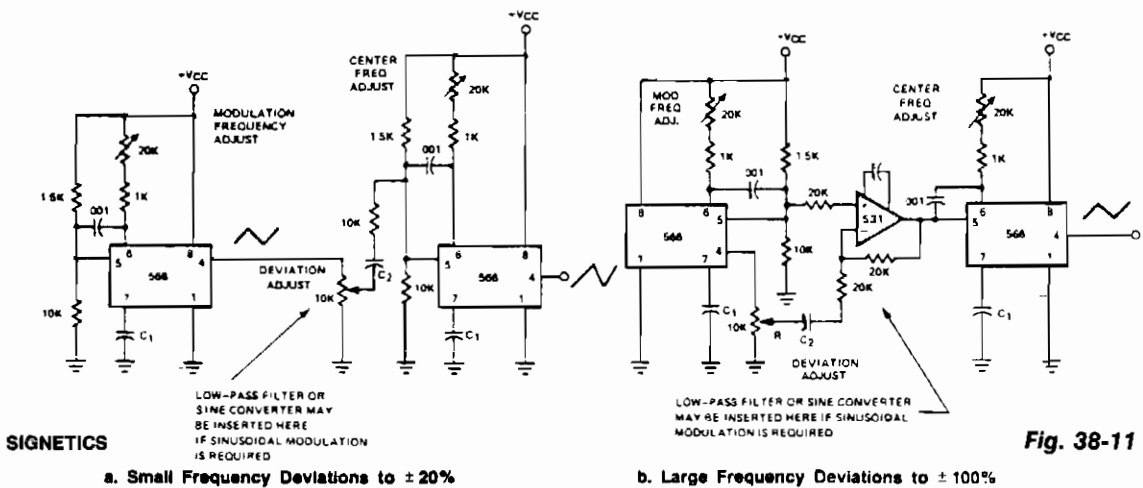 +VCC
MODULATION
FREQUENCY
ADJUST
20K
1.5K
1K
001
6
8
5
4
566
7
1
10K
C1
DEVIATION
ADJUST
10K
LOW-PASS FILTER OR
SINE CONVERTER MAY
BE INSERTED HERE
IF SINUSOIDAL MODULATION
IS REQUIRED
+VCC
CENTER
FREQ
ADJUST
20K
1.5K
1K
001
10K
C2
10K
6
8
5
4
566
7
1
C1
+VCC
MOD
FREQ
ADJ.
20K
1K
1.5K
001
8
6
5
566
4
1
7
C1
10K
R
C2
10K
20K
+
531
-
20K
20K
DEVIATION
ADJUST
LOW-PASS FILTER OR SINE CONVERTER
MAY BE INSERTED HERE IF SINUSOIDAL
MODULATION IS REQUIRED
+VCC
CENTER
FREQ
ADJUST
20K
1K
001
6
8
566
4
7
1
C1
SIGNETICS
Fig. 38-11
a. Small Frequency Deviations to ± 20%
b. Large Frequency Deviations to ± 100%